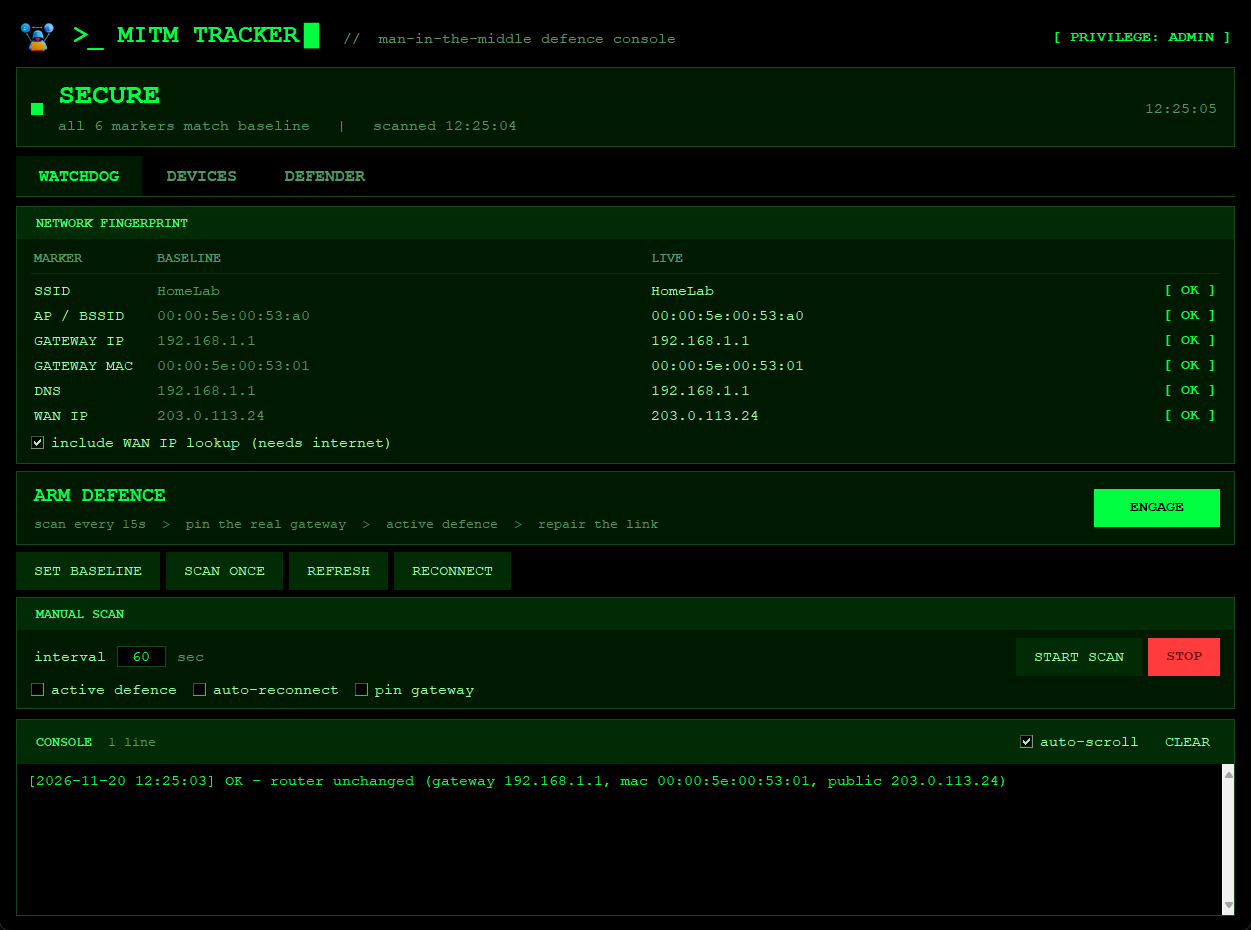 >_ MITM TRACKER // man-in-the-middle defence console [ PRIVILEGE: ADMIN ]
SECURE
all 6 markers match baseline | scanned 12:25:04 12:25:05
WATCHDOG DEVICES DEFENDER
NETWORK FINGERPRINT
MARKER BASELINE LIVE
SSID HomeLab HomeLab [ OK ]
AP / BSSID 00:00:5e:00:53:a0 00:00:5e:00:53:a0 [ OK ]
GATEWAY IP 192.168.1.1 192.168.1.1 [ OK ]
GATEWAY MAC 00:00:5e:00:53:01 00:00:5e:00:53:01 [ OK ]
DNS 192.168.1.1 192.168.1.1 [ OK ]
WAN IP 203.0.113.24 203.0.113.24 [ OK ]
include WAN IP lookup (needs internet)
ARM DEFENCE
scan every 15s > pin the real gateway > active defence > repair the link ENGAGE
SET BASELINE SCAN ONCE REFRESH RECONNECT
MANUAL SCAN
interval 60 sec START SCAN STOP
active defence auto-reconnect pin gateway
CONSOLE 1 line auto-scroll CLEAR
[2026-11-20 12:25:03] OK - router unchanged (gateway 192.168.1.1, mac 00:00:5e:00:53:01, public 203.0.113.24)